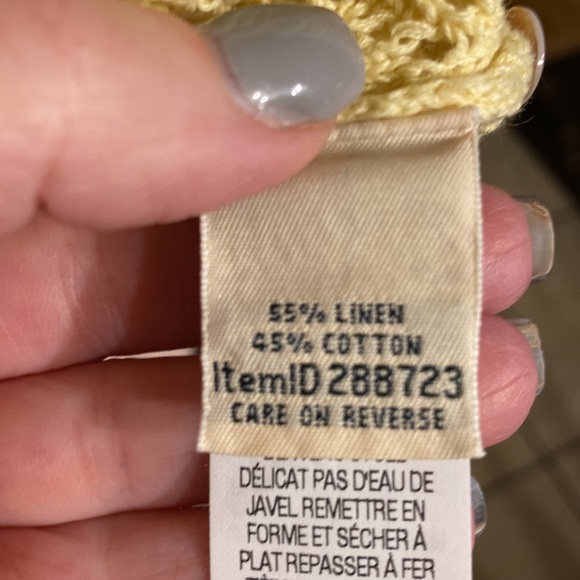 55% LINEN
45% COTTON
ItemID 288723
CARE ON REVERSE
DÉLICAT PAS D'EAU DE
JAVEL REMETTRE EN
FORME ET SÉCHER À
PLAT REPASSER À FER